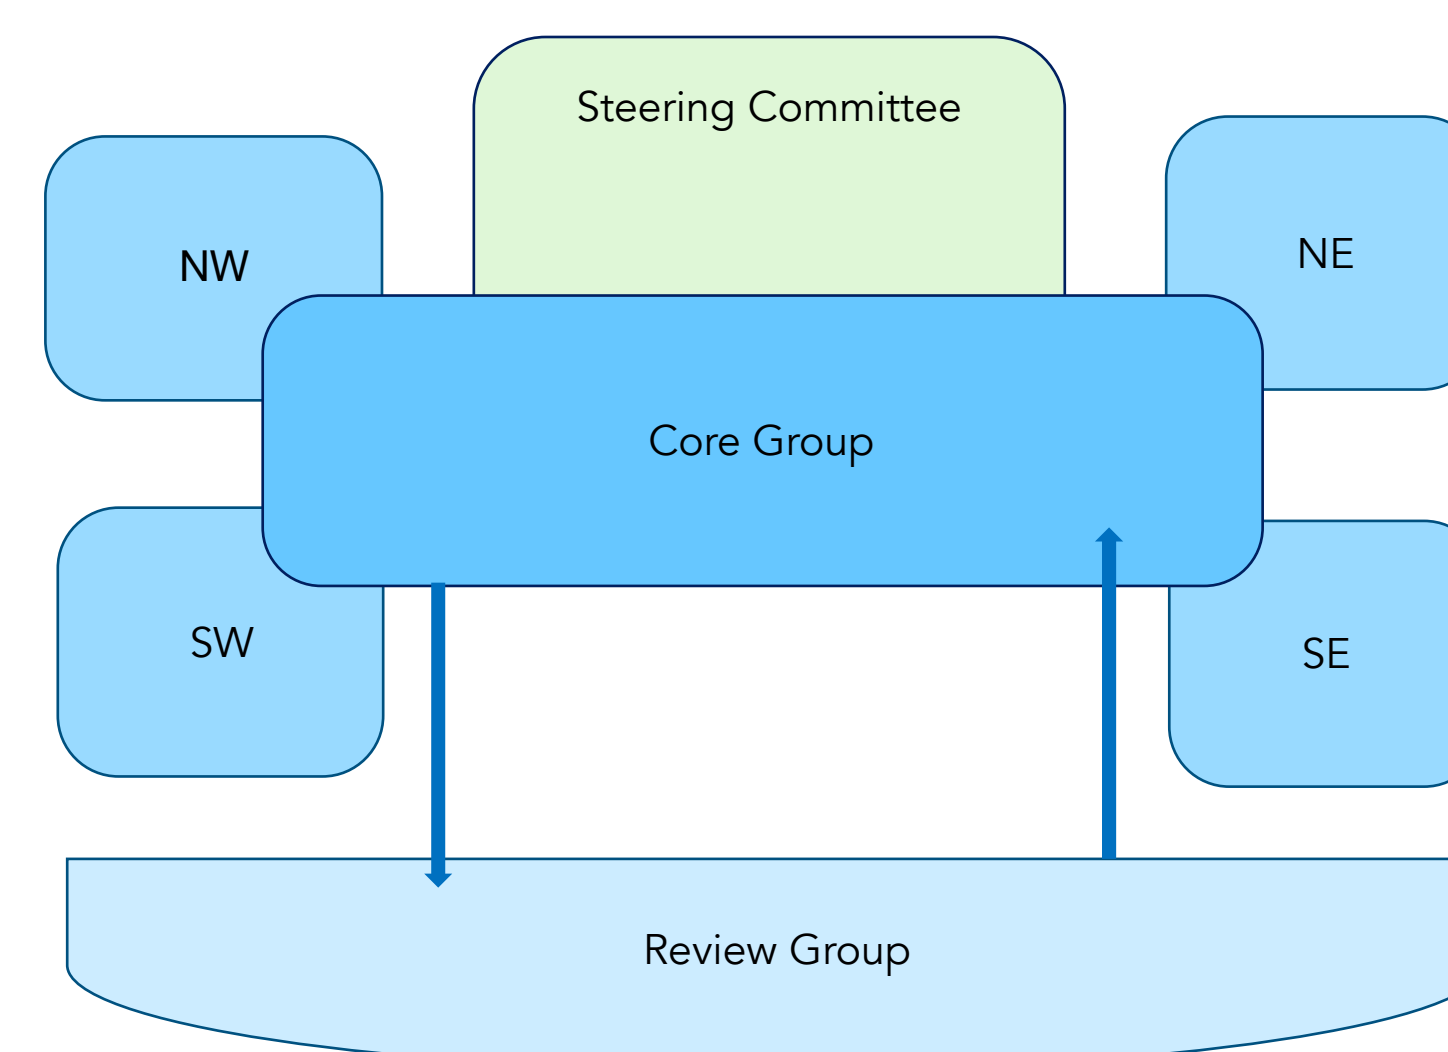 Steering Committee
NW
NE
Core Group
SW
SE
Review Group